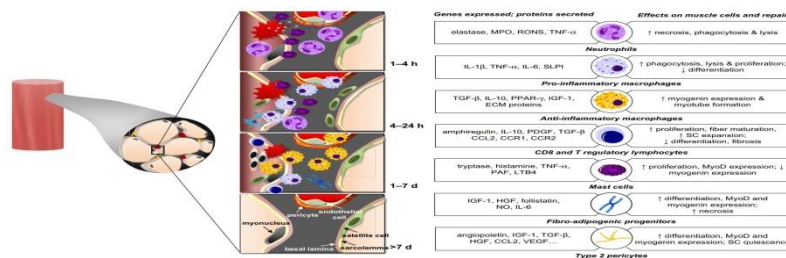 1–4 h
4–24 h
1–7 d
pericyte
endothelial cell
myonucleus
satellite cell
basal lamina
sarcolemma
>7 d
Genes expressed; proteins secreted
Effects on muscle cells and repair
elastase, MPO, RONS, TNF-α
↑ necrosis, phagocytosis & lysis
Neutrophils
IL-1β, TNF-α, IL-6, SLPI
↑ phagocytosis, lysis & proliferation;
↓ differentiation
Pro-inflammatory macrophages
TGF-β, IL-10, PPAR-γ, IGF-1,
ECM proteins
↑ myogenin expression &
myotube formation
Anti-inflammatory macrophages
amphiregulin, IL-10, PDGF, TGF-β
CCL2, CCR1, CCR2
↑ proliferation, fiber maturation,
↑ SC expansion;
↓ differentiation, fibrosis
CD8 and T regulatory lymphocytes
tryptase, histamine, TNF-α,
PAF, LTB4
↑ proliferation, MyoD expression; ↓
myogenin expression
Mast cells
IGF-1, HGF, follistatin,
NO, IL-6
↑ differentiation, MyoD and
myogenin expression;
↑ necrosis
Fibro-adipogenic progenitors
angiopoietin, IGF-1, TGF-β,
HGF, CCL2, VEGF...
↑ differentiation, MyoD and
myogenin expression; SC quiescence
Type 2 pericytes